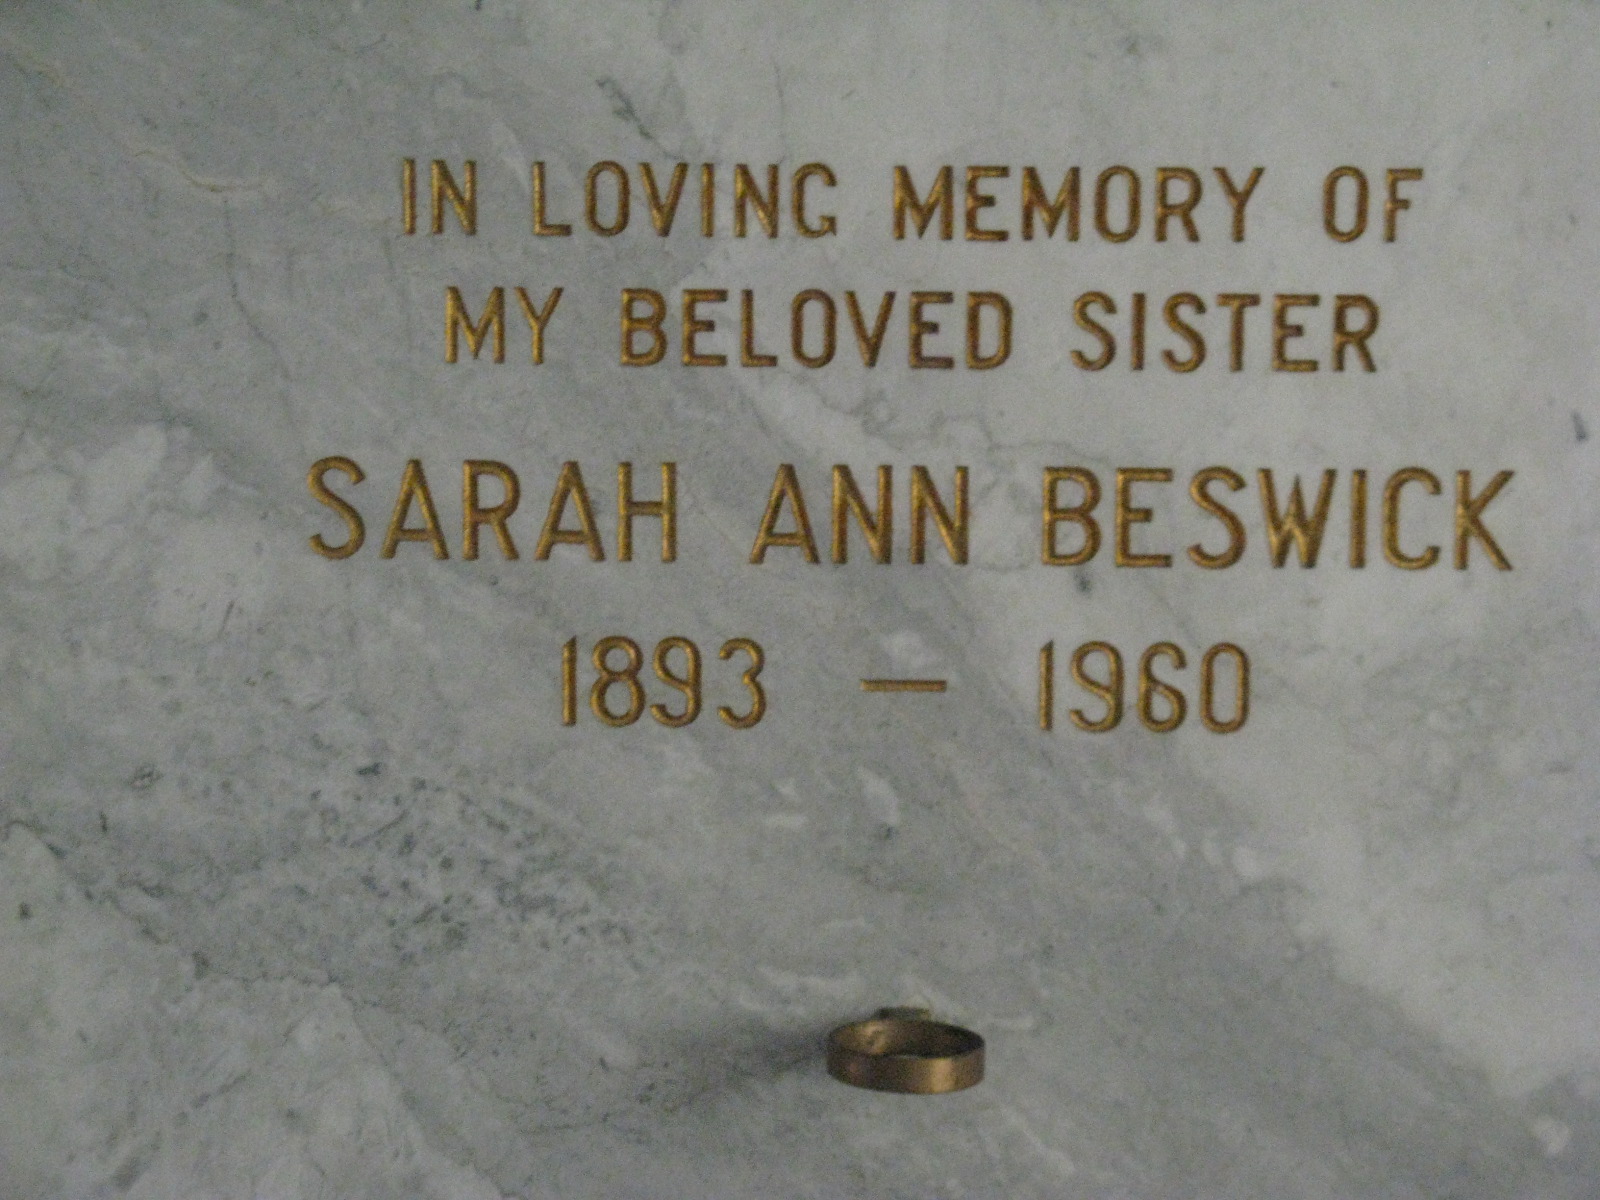 IN LOVING MEMORY OF
MY BELOVED SISTER
SARAH ANN BESWICK
1893 — 1960